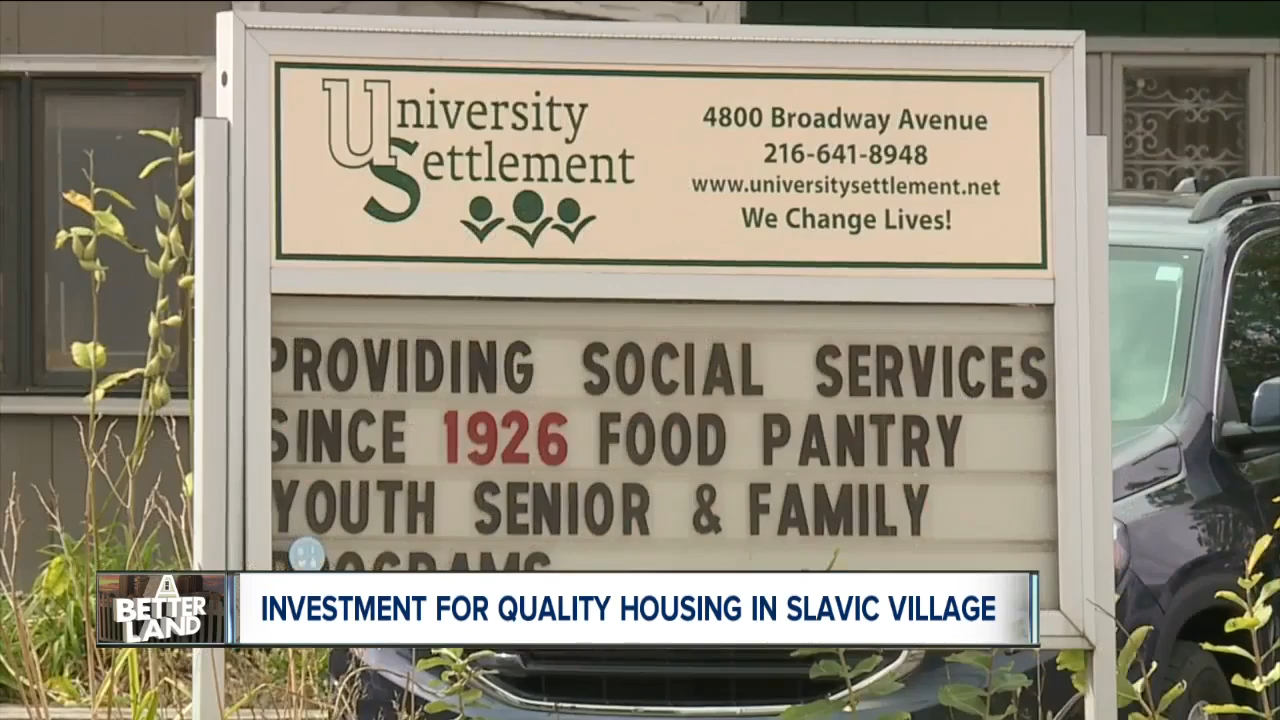 University
Settlement
4800 Broadway Avenue
216-641-8948
www.universitysettlement.net
We Change Lives!
PROVIDING SOCIAL SERVICES
SINCE 1926 FOOD PANTRY
YOUTH SENIOR & FAMILY
PROGRAMS
A
BETTER
LAND
INVESTMENT FOR QUALITY HOUSING IN SLAVIC VILLAGE